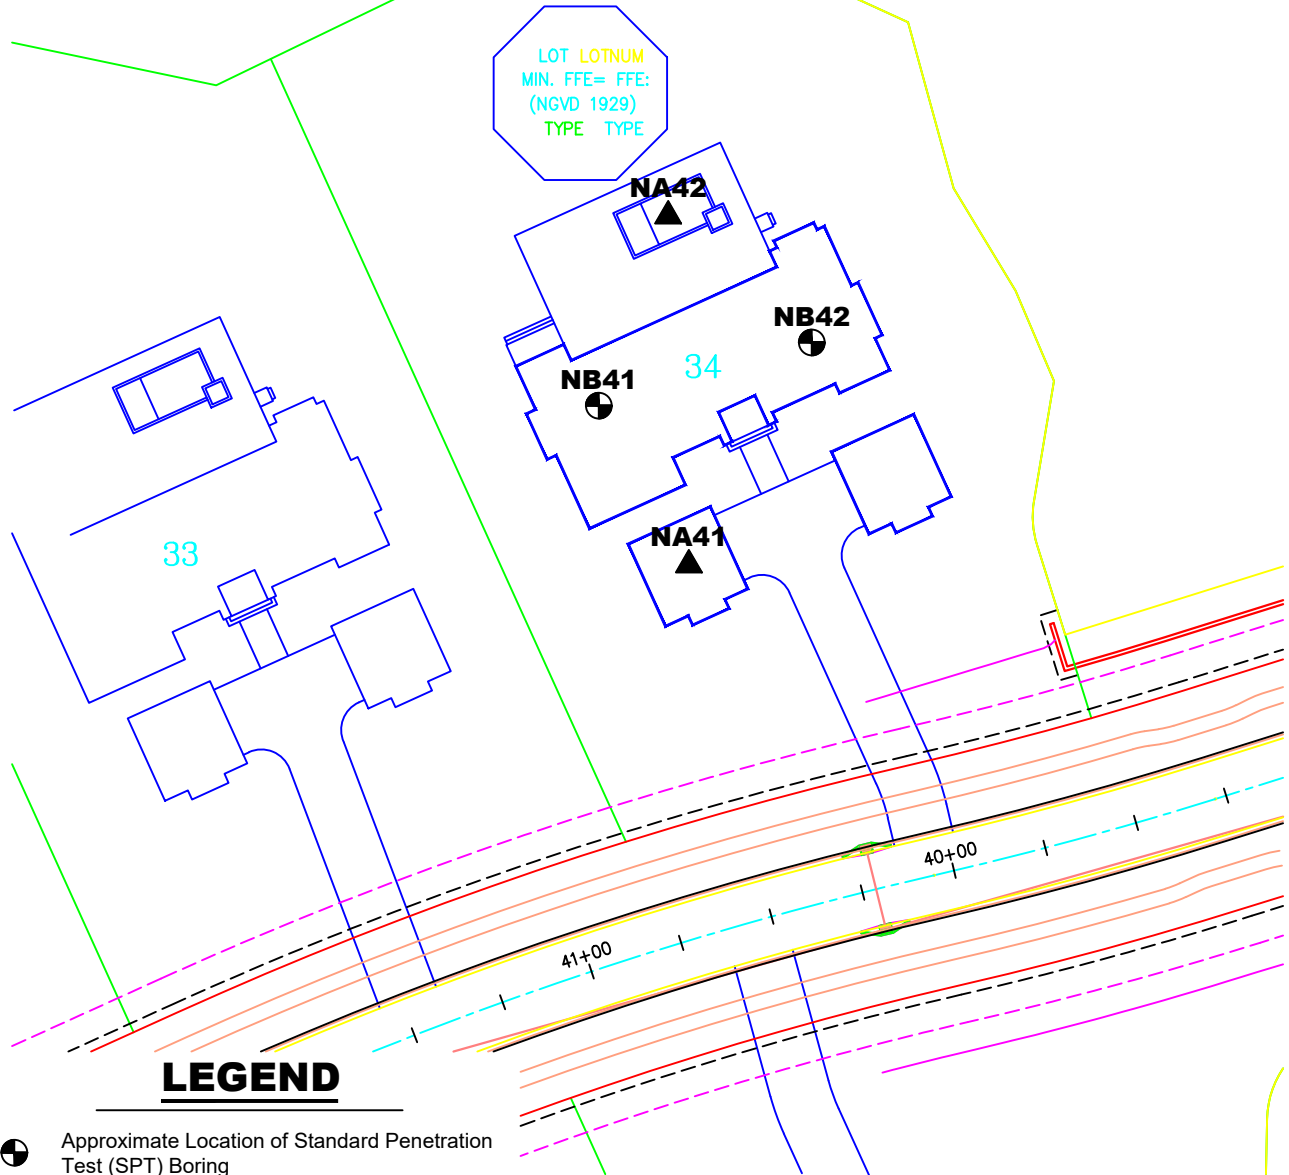 LOT LOTNUM
MIN. FFE= FFE:
(NGVD 1929)
TYPE TYPE
NA42
NB42
34
NB41
NA41
33
40+00
41+00
LEGEND
Approximate Location of Standard Penetration
Test (SPT) Boring